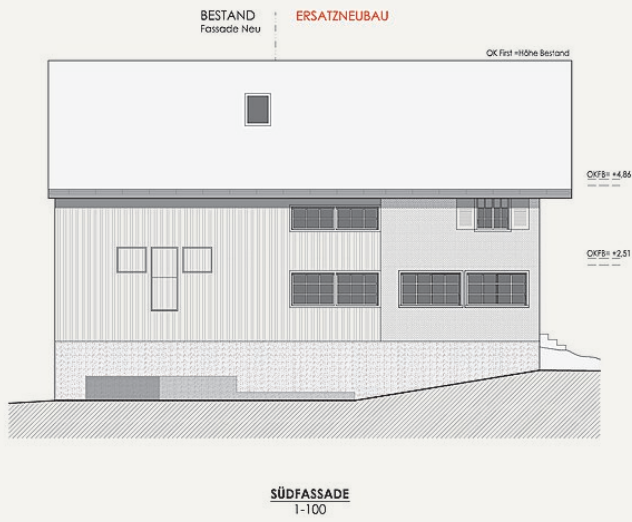 BESTAND
Fassade Neu
ERSATZNEUBAU
OK First =Höhe Bestand
OKFB= +4.86
OKFB= +2.51
SÜDFASSADE
1-100